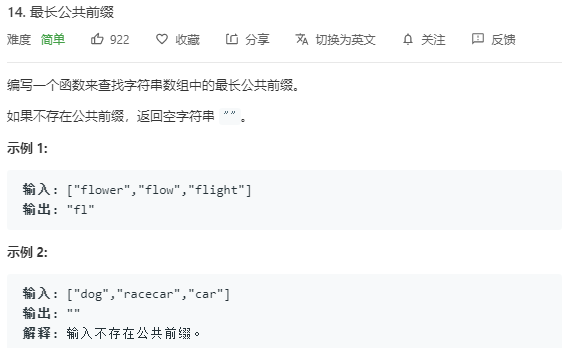 14. 最长公共前缀
难度 简单 922 收藏 分享 切换为英文 关注 反馈
编写一个函数来查找字符串数组中的最长公共前缀。
如果不存在公共前缀，返回空字符串 ""。
示例 1:
输入: ["flower","flow","flight"]
输出: "fl"
示例 2:
输入: ["dog","racecar","car"]
输出: ""
解释: 输入不存在公共前缀。